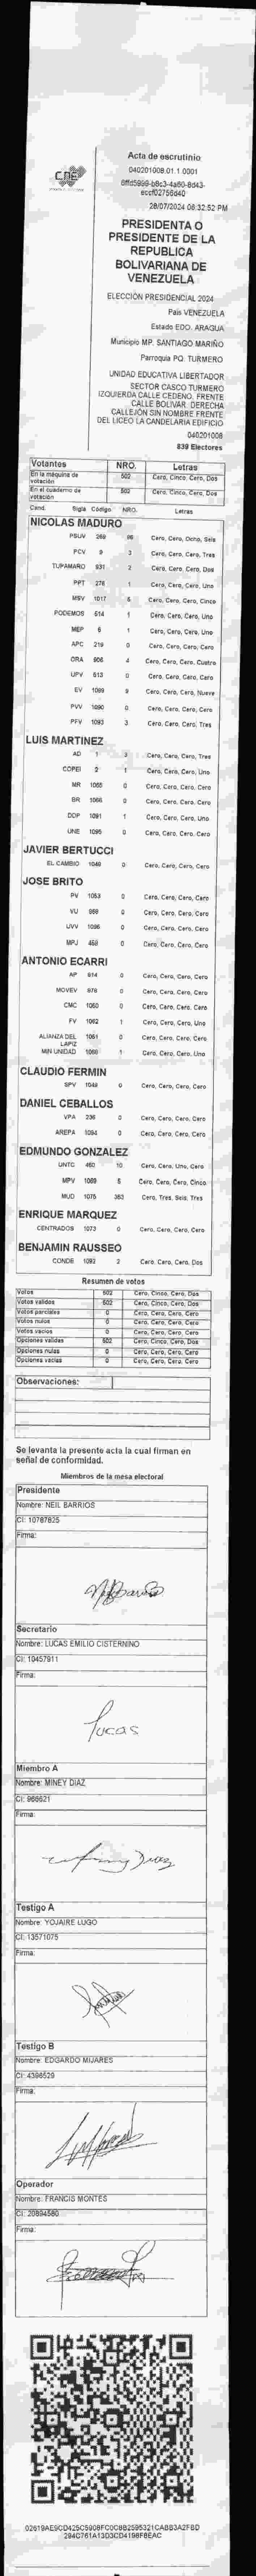 CNE
Acta de escrutinio
040201008.01.1.0001
28/07/2024 08:32:52 PM
PRESIDENTA O
PRESIDENTE DE LA
REPUBLICA
BOLIVARIANA DE
VENEZUELA
ELECCIÓN PRESIDENCIAL 2024
País VENEZUELA
Estado EDO. ARAGUA
Municipio MP. SANTIAGO MARIÑO
Parroquia PQ. TURMERO
UNIDAD EDUCATIVA LIBERTADOR
SECTOR CASCO TURMERO
IZQUIERDA CALLE CEDENO. FRENTE
CALLE BOLIVAR. DERECHA
CALLEJÓN SIN NOMBRE FRENTE
DEL LICEO LA CANDELARIA EDIFICIO
040201008
839 Electores
Votantes NRO. Letras
En la máquina de votación 502 Cero, Cinco, Cero, Dos
En el cuaderno de votación 502 Cero, Cinco, Cero, Dos
Cand. Sigla Código NRO. Letras
NICOLAS MADURO
PSUV 269 86 Cero, Cero, Ocho, Seis
PCV 9 3 Cero, Cero, Cero, Tres
TUPAMARO 931 2 Cero, Cero, Cero, Dos
PPT 276 1 Cero, Cero, Cero, Uno
MSV 1017 5 Cero, Cero, Cero, Cinco
PODEMOS 514 1 Cero, Cero, Cero, Uno
MEP 5 1 Cero, Cero, Cero, Uno
APC 219 0 Cero, Cero, Cero, Cero
ORA 906 4 Cero, Cero, Cero, Cuatro
UPV 613 0 Cero, Cero, Cero, Cero
EV 1089 9 Cero, Cero, Cero, Nueve
PVV 1090 0 Cero, Cero, Cero, Cero
PFV 1093 3 Cero, Cero, Cero, Tres
LUIS MARTINEZ
AD 1 3 Cero, Cero, Cero, Tres
COPEI 2 1 Cero, Cero, Cero, Uno
MR 1065 0 Cero, Cero, Cero, Cero
BR 1066 0 Cero, Cero, Cero, Cero
DDP 1091 1 Cero, Cero, Cero, Uno
UNE 1095 0 Cero, Cero, Cero, Cero
JAVIER BERTUCCI
EL CAMBIO 1048 0 Cero, Cero, Cero, Cero
JOSE BRITO
PV 1053 0 Cero, Cero, Cero, Cero
VU 968 0 Cero, Cero, Cero, Cero
UVV 1096 0 Cero, Cero, Cero, Cero
MPJ 458 0 Cero, Cero, Cero, Cero
ANTONIO ECARRI
AP 814 0 Cero, Cero, Cero, Cero
MOVEV 978 0 Cero, Cero, Cero, Cero
CMC 1050 0 Cero, Cero, Cero, Cero
FV 1062 1 Cero, Cero, Cero, Uno
ALIANZA DEL LAPIZ 1061 0 Cero, Cero, Cero, Cero
MIN UNIDAD 1068 1 Cero, Cero, Cero, Uno
CLAUDIO FERMIN
SPV 1048 0 Cero, Cero, Cero, Cero
DANIEL CEBALLOS
VPA 236 0 Cero, Cero, Cero, Cero
AREPA 1094 0 Cero, Cero, Cero, Cero
EDMUNDO GONZALEZ
UNTC 460 10 Cero, Cero, Uno, Cero
MPV 1069 5 Cero, Cero, Cero, Cinco
MUD 1075 363 Cero, Tres, Seis, Tres
ENRIQUE MARQUEZ
CENTRADOS 1073 0 Cero, Cero, Cero, Cero
BENJAMIN RAUSSEO
CONDE 1092 2 Cero, Cero, Cero, Dos
Resumen de votos
Votos 502 Cero, Cinco, Cero, Dos
Votos validos 502 Cero, Cinco, Cero, Dos
Votos parciales 0 Cero, Cero, Cero, Cero
Votos nulos 0 Cero, Cero, Cero, Cero
Votos vacios 0 Cero, Cero, Cero, Cero
Opciones validas 502 Cero, Cinco, Cero, Dos
Opciones nulas 0 Cero, Cero, Cero, Cero
Opciones vacias 0 Cero, Cero, Cero, Cero
Observaciones:
Se levanta la presente acta la cual firman en
señal de conformidad.
Miembros de la mesa electoral
Presidente
Nombre: NEIL BARRIOS
CI: 10787825
Firma:
Secretario
Nombre: LUCAS EMILIO CISTERNINO
CI: 19457911
Firma:
Lucas
Miembro A
Nombre: MINEY DIAZ
CI: 966621
Firma:
Testigo A
Nombre: YOJAIRE LUGO
CI: 13571075
Firma:
Testigo B
Nombre: EDGARDO MIJARES
CI: 4398529
Firma:
Operador
Nombre: FRANCIS MONTES
CI: 20894580
Firma: